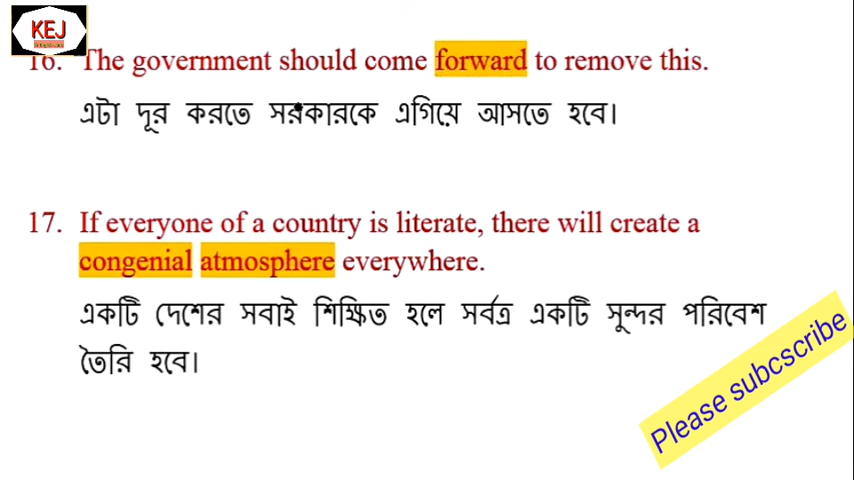 KEJ
16. The government should come forward to remove this.
এটা দূর করতে সরকারকে এগিয়ে আসতে হবে।
17. If everyone of a country is literate, there will create a
congenial atmosphere everywhere.
একটি দেশের সবাই শিক্ষিত হলে সর্বত্র একটি সুন্দর পরিবেশ
তৈরি হবে।
Please subcscribe